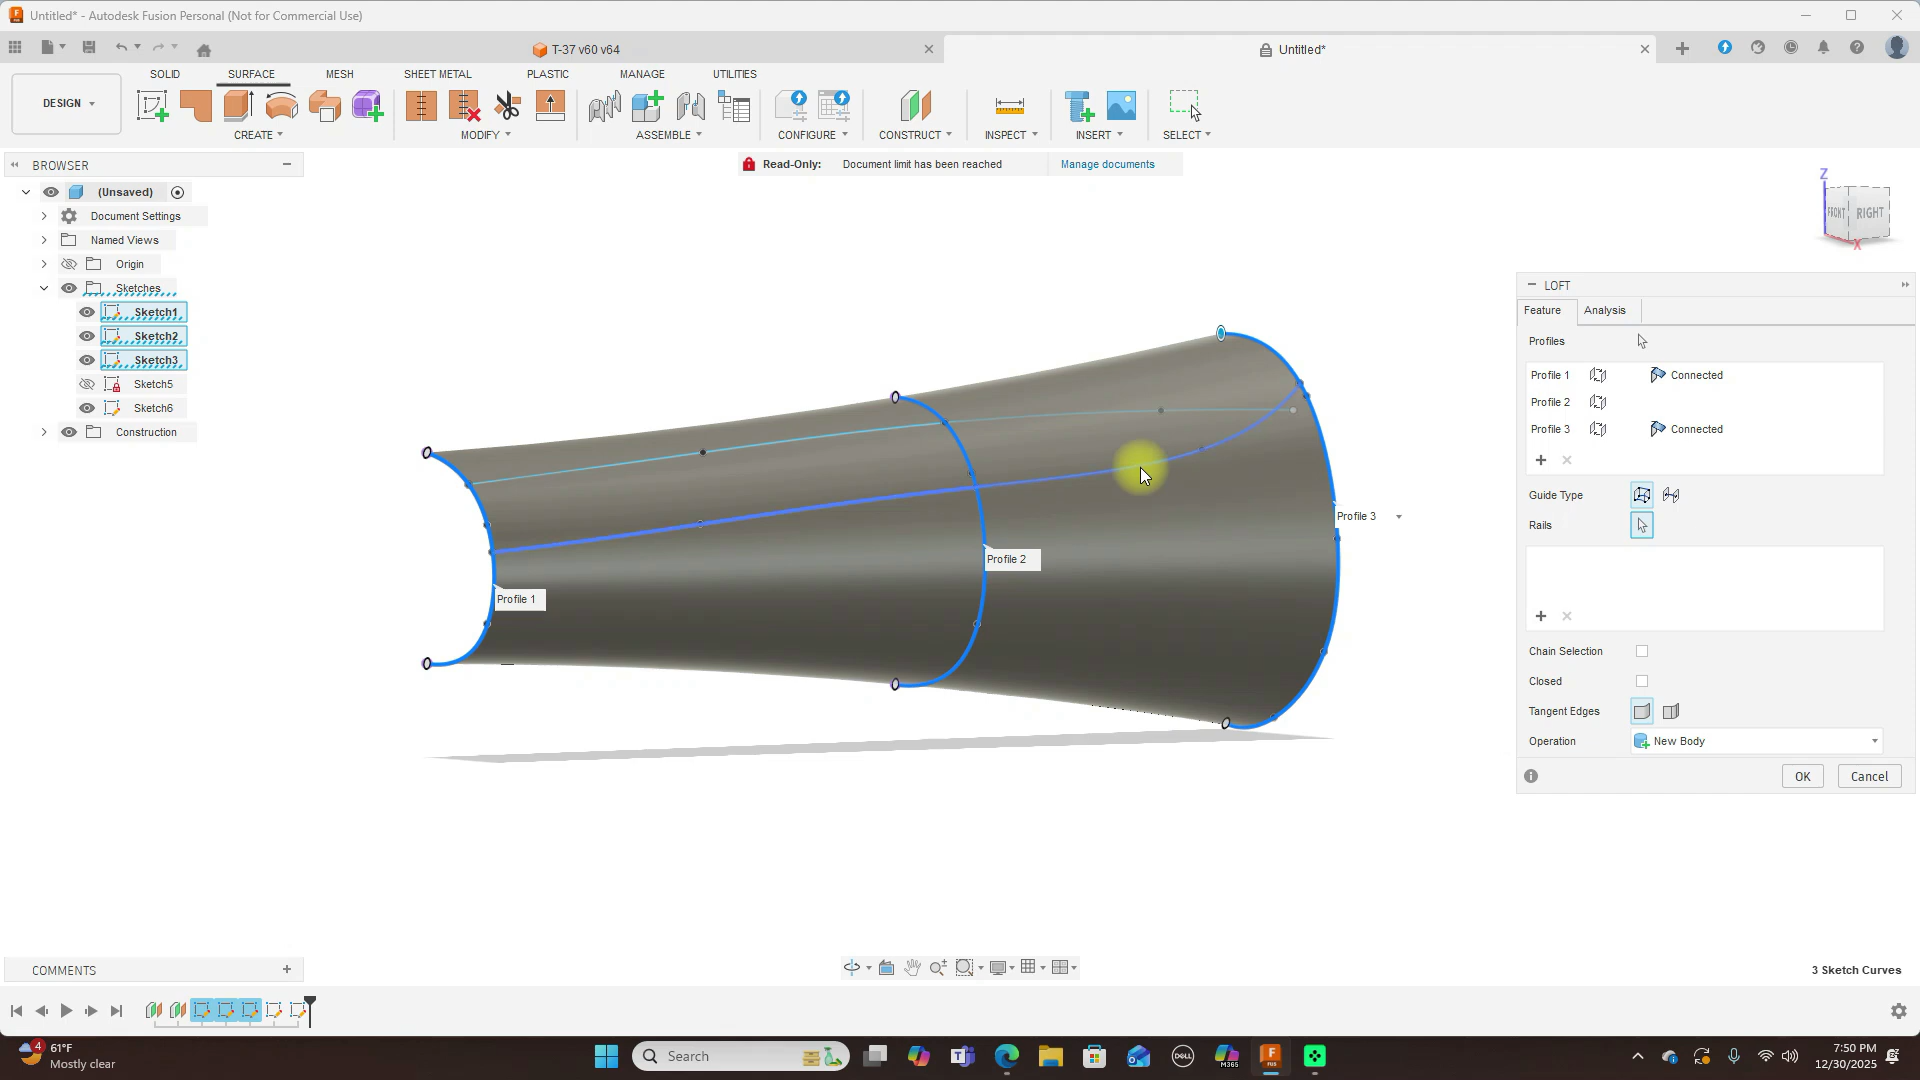 Untitled* - Autodesk Fusion Personal (Not for Commercial Use)
T-37 v60 v64
Untitled*
DESIGN
SOLID SURFACE MESH SHEET METAL PLASTIC MANAGE UTILITIES
CREATE MODIFY ASSEMBLE CONFIGURE CONSTRUCT INSPECT INSERT SELECT
BROWSER
Read-Only: Document limit has been reached Manage documents
(Unsaved)
Document Settings
Named Views
Origin
Sketches
Sketch1
Sketch2
Sketch3
Sketch5
Sketch6
Construction
Z
FRONT RIGHT
X
Profile 1
Profile 2
Profile 3
LOFT
Feature Analysis
Profiles
Profile 1 Connected
Profile 2
Profile 3 Connected
Guide Type
Rails
Chain Selection
Closed
Tangent Edges
Operation New Body
OK Cancel
COMMENTS
3 Sketch Curves
4
61°F
Mostly clear
Search
DELL
M365
FUS
7:50 PM
12/30/2025